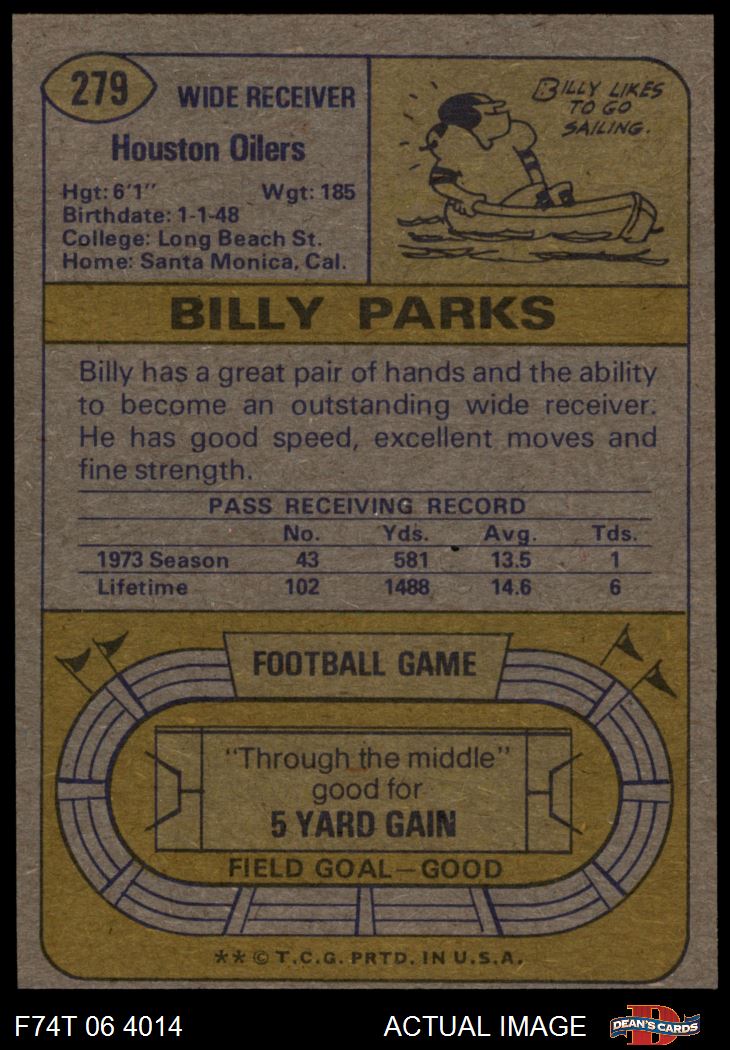 279
WIDE RECEIVER
Houston Oilers
Hgt: 6'1" Wgt: 185
Birthdate: 1-1-48
College: Long Beach St.
Home: Santa Monica, Cal.
BILLY LIKES
TO GO
SAILING.
BILLY PARKS
Billy has a great pair of hands and the ability
to become an outstanding wide receiver.
He has good speed, excellent moves and
fine strength.
PASS RECEIVING RECORD
No. Yds. Avg. Tds.
1973 Season 43 581 13.5 1
Lifetime 102 1488 14.6 6
FOOTBALL GAME
"Through the middle"
good for
5 YARD GAIN
FIELD GOAL—GOOD
** © T.C.G. PRTD. IN U.S.A.
F74T 06 4014 ACTUAL IMAGE
D
DEAN'S CARDS